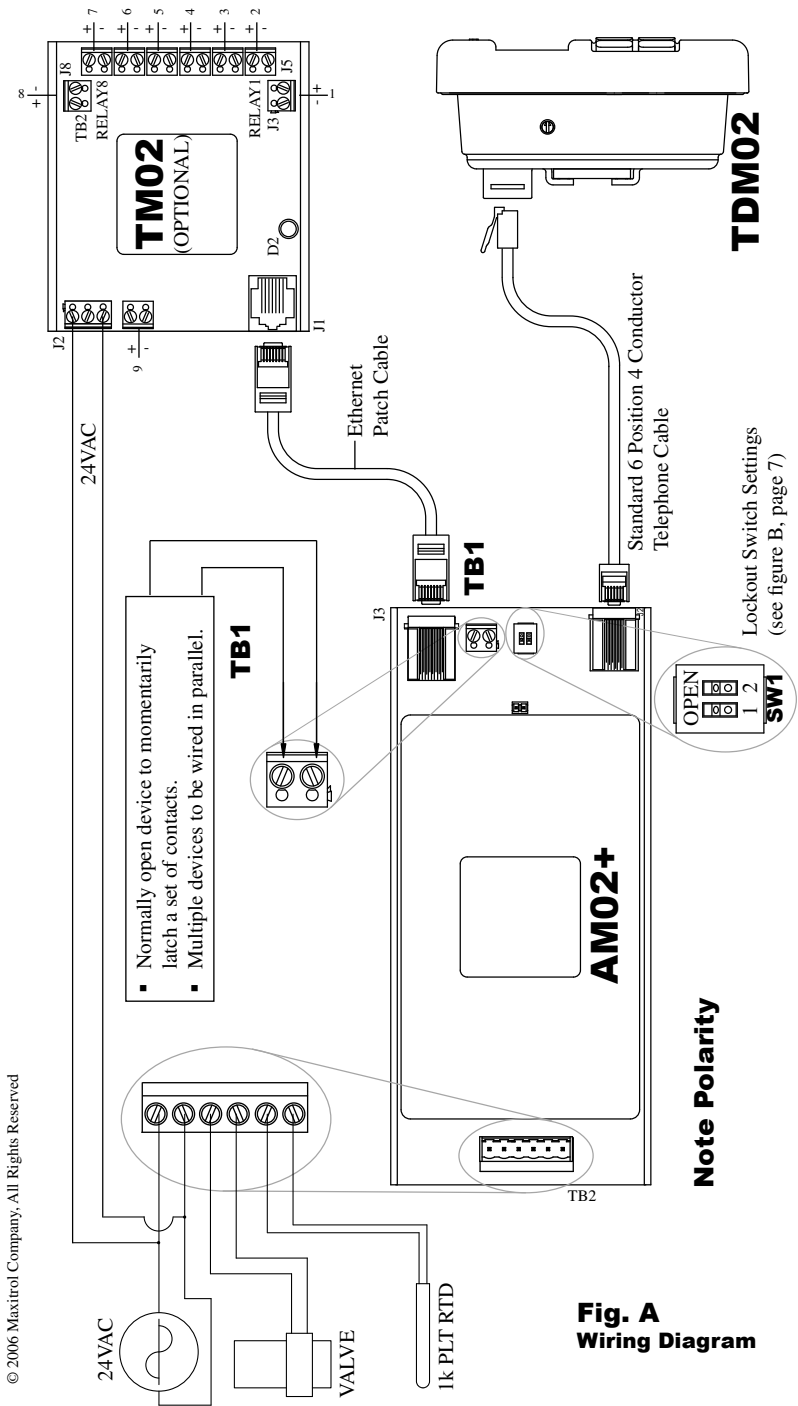 © 2006 Maxitrol Company, All Rights Reserved
24VAC
VALVE
1k PLT RTD
24VAC
▪ Normally open device to momentarily
latch a set of contacts.
▪ Multiple devices to be wired in parallel.
TB1
J2
9
+ -
8
+ -
TB2
RELAY8
J8
7
+ -
6
+ -
5
+ -
4
+ -
3
+ -
2
+ -
J5
RELAY1
J3
+ -
1
TM02
(OPTIONAL)
D2
J1
Ethernet
Patch Cable
TB1
J3
J2
TB2
AM02+
Note Polarity
Standard 6 Position 4 Conductor
Telephone Cable
TDM02
OPEN
1 2
SW1
Lockout Switch Settings
(see figure B, page 7)
Fig. A
Wiring Diagram